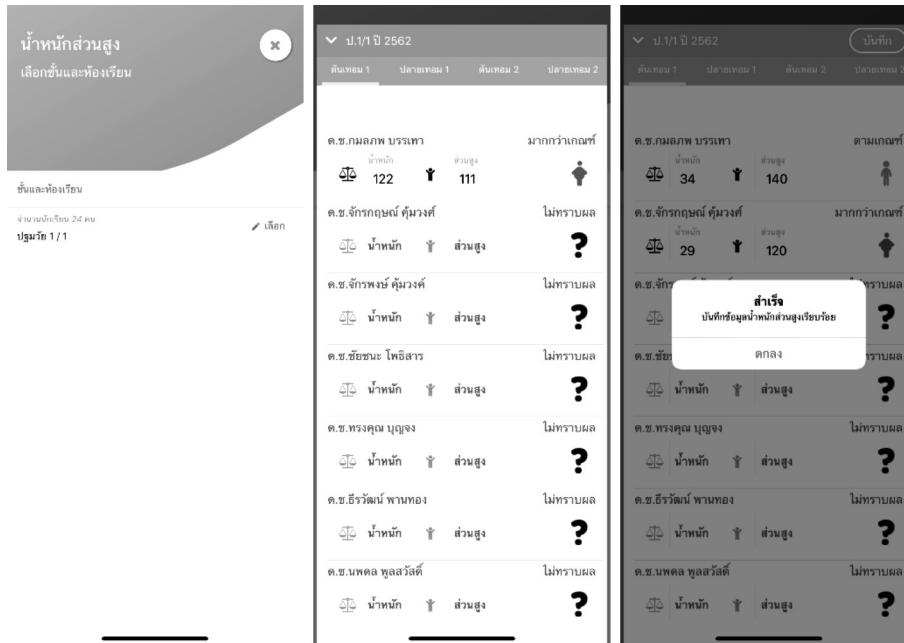 น้ำหนักส่วนสูง
เลือกชั้นและห้องเรียน
ชั้นและห้องเรียน
จำนวนนักเรียน 24 คน
ปฐมวัย 1 / 1
เลือก
ป.1/1 ปี 2562
ต้นเทอม 1 ปลายเทอม 1 ต้นเทอม 2 ปลายเทอม 2
ด.ช.กมลภพ บรรเทา มากกว่าเกณฑ์
น้ำหนัก ส่วนสูง
122 111
ด.ช.จักรกฤษณ์ คุ้มวงศ์ ไม่ทราบผล
น้ำหนัก ส่วนสูง ?
ด.ช.จักรพงษ์ คุ้มวงค์ ไม่ทราบผล
น้ำหนัก ส่วนสูง ?
ด.ช.ชัยชนะ โพธิสาร ไม่ทราบผล
น้ำหนัก ส่วนสูง ?
ด.ช.ทรงคุณ บุญจง ไม่ทราบผล
น้ำหนัก ส่วนสูง ?
ด.ช.ธีรวัฒน์ พานทอง ไม่ทราบผล
น้ำหนัก ส่วนสูง ?
ด.ช.นพดล พูลสวัสดิ์ ไม่ทราบผล
น้ำหนัก ส่วนสูง ?
ป.1/1 ปี 2562 บันทึก
ต้นเทอม 1 ปลายเทอม 1 ต้นเทอม 2 ปลายเทอม 2
ด.ช.กมลภพ บรรเทา ตามเกณฑ์
น้ำหนัก ส่วนสูง
34 140
ด.ช.จักรกฤษณ์ คุ้มวงศ์ มากกว่าเกณฑ์
น้ำหนัก ส่วนสูง
29 120
สำเร็จ
บันทึกข้อมูลน้ำหนักส่วนสูงเรียบร้อย
ตกลง
ด.ช.ทรงคุณ บุญจง ไม่ทราบผล
น้ำหนัก ส่วนสูง ?
ด.ช.ธีรวัฒน์ พานทอง ไม่ทราบผล
น้ำหนัก ส่วนสูง ?
ด.ช.นพดล พูลสวัสดิ์ ไม่ทราบผล
น้ำหนัก ส่วนสูง ?